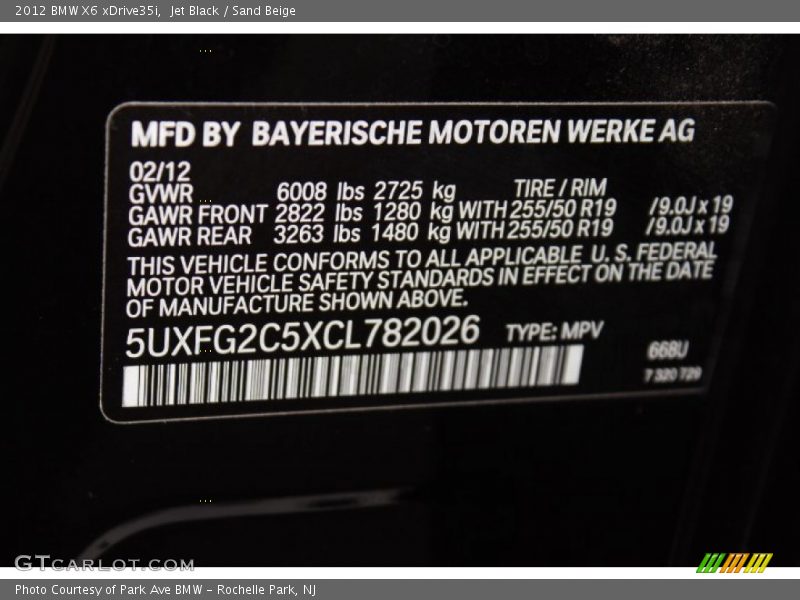 2012 BMW X6 xDrive35i,  Jet Black / Sand Beige
MFD BY BAYERISCHE MOTOREN WERKE AG
02/12
GVWR 6008 lbs 2725 kg TIRE / RIM
GAWR FRONT 2822 lbs 1280 kg WITH 255/50 R19 /9.0J x 19
GAWR REAR 3263 lbs 1480 kg WITH 255/50 R19 /9.0J x 19
THIS VEHICLE CONFORMS TO ALL APPLICABLE U. S. FEDERAL
MOTOR VEHICLE SAFETY STANDARDS IN EFFECT ON THE DATE
OF MANUFACTURE SHOWN ABOVE.
5UXFG2C5XCL782026 TYPE: MPV
668U
7 320 729
GTCARLOT.COM
Photo Courtesy of Park Ave BMW - Rochelle Park, NJ